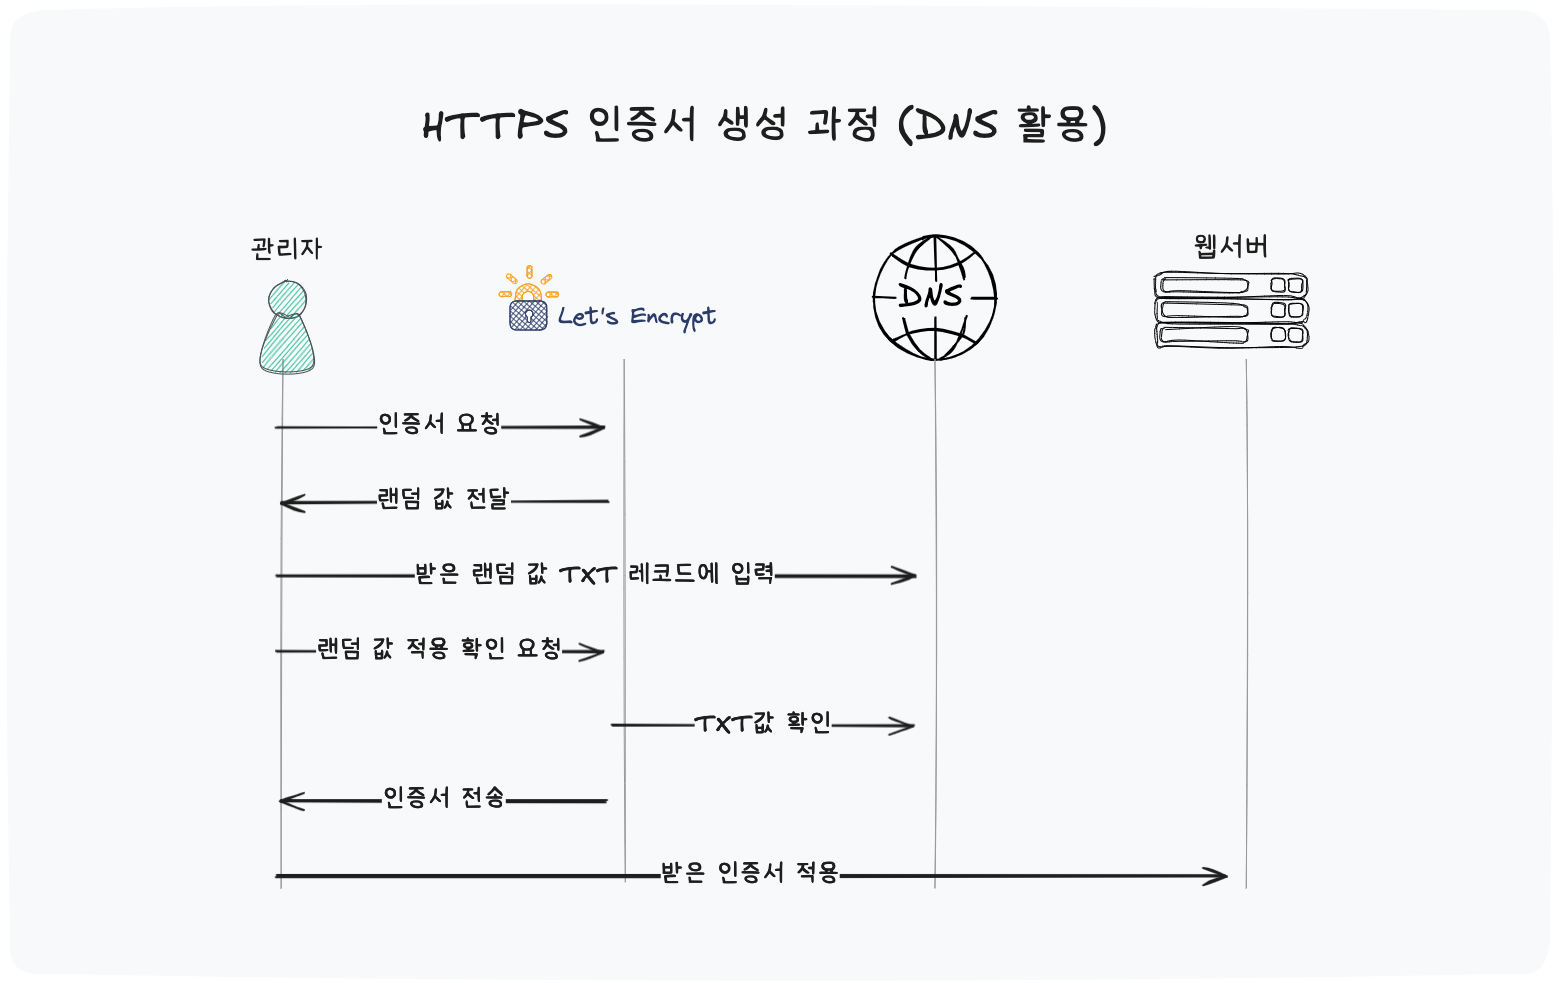 HTTPS 인증서 생성 과정 (DNS 활용)
관리자
Let's Encrypt
DNS
웹서버
인증서 요청
랜덤 값 전달
받은 랜덤 값 TXT 레코드에 입력
랜덤 값 적용 확인 요청
TXT값 확인
인증서 전송
받은 인증서 적용